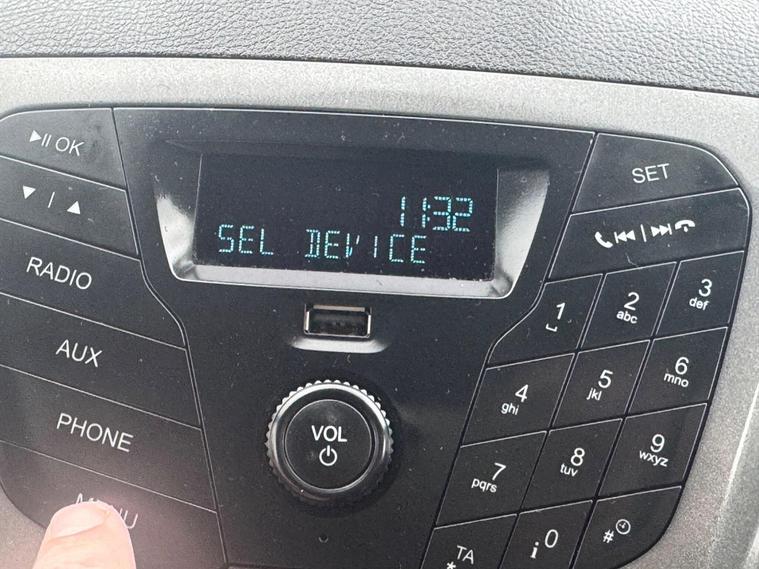 11:32
SEL DEVICE
OK
RADIO
AUX
PHONE
MENU
VOL
SET
1
2
abc
3
def
4
ghi
5
jkl
6
mno
7
pqrs
8
tuv
9
wxyz
TA
*
i 0
#